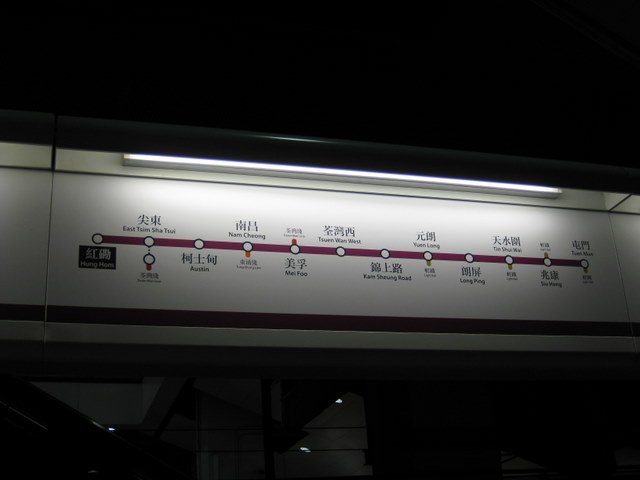 尖東
East Tsim Sha Tsui
南昌
Nam Cheong
荃灣西
Tsuen Wan West
元朗
Yuen Long
天水圍
Tin Shui Wai
屯門
Tuen Mun
紅磡
Hung Hom
柯士甸
Austin
美孚
Mei Foo
錦上路
Kam Sheung Road
朗屏
Long Ping
兆康
Siu Hong